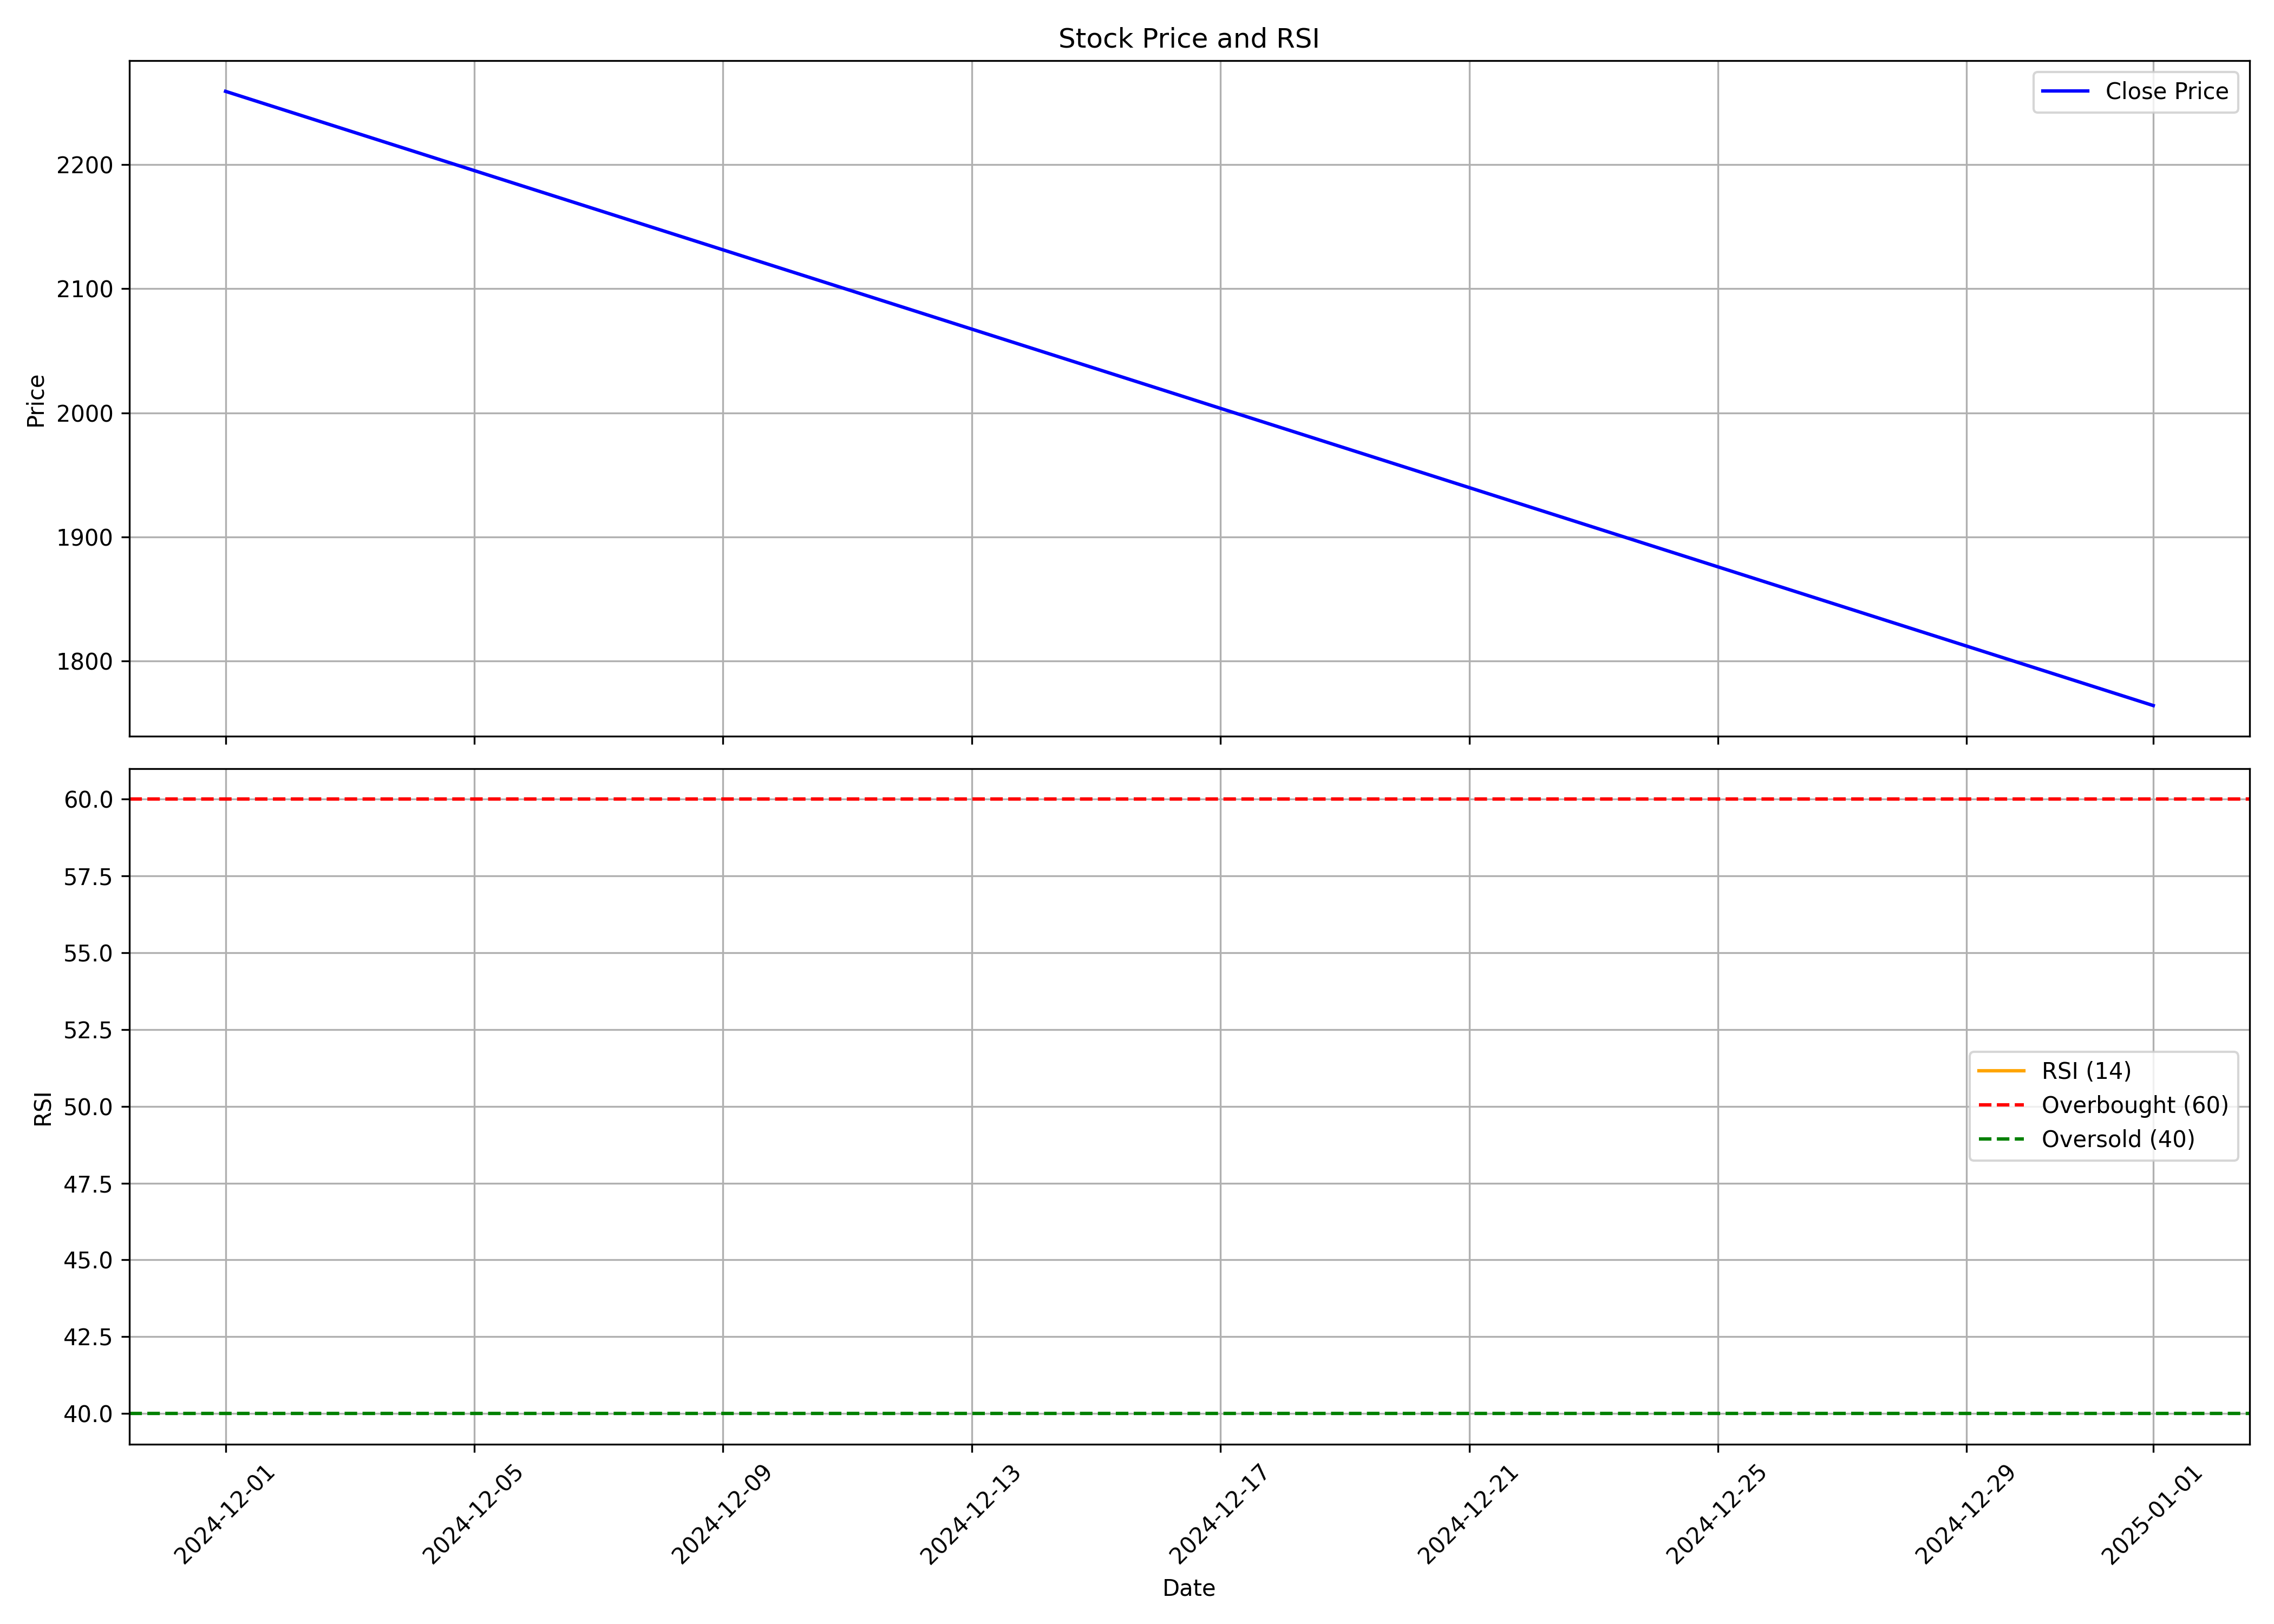 Stock Price and RSI
Close Price
Price
2200
2100
2000
1900
1800
RSI
60.0
57.5
55.0
52.5
50.0
47.5
45.0
42.5
40.0
RSI (14)
Overbought (60)
Oversold (40)
2024-12-01
2024-12-05
2024-12-09
2024-12-13
2024-12-17
2024-12-21
2024-12-25
2024-12-29
2025-01-01
Date